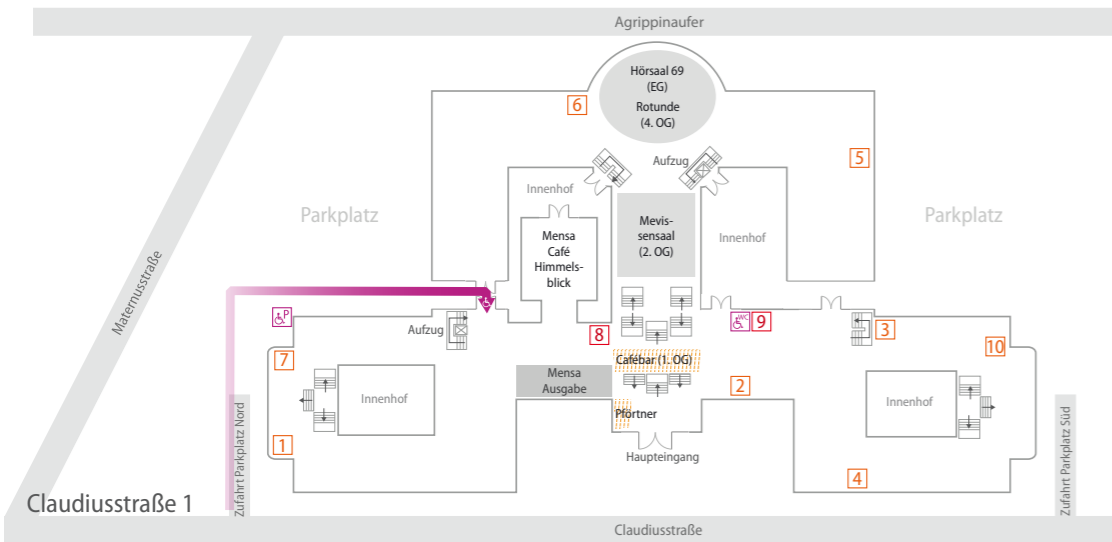 Agrippinaufer
Hörsaal 69
(EG)
Rotunde
(4. OG)
6
5
Aufzug
Innenhof
Parkplatz
Parkplatz
Mevis-
sensaal
(2. OG)
Innenhof
Mensa
Café
Himmels-
blick
Maternusstraße
P
Aufzug
8
WC
9
3
10
7
Cafébar (1. OG)
Mensa
Ausgabe
2
Innenhof
Innenhof
Pförtner
1
Haupteingang
4
Zufahrt Parkplatz Nord
Zufahrt Parkplatz Süd
Claudiusstraße 1
Claudiusstraße